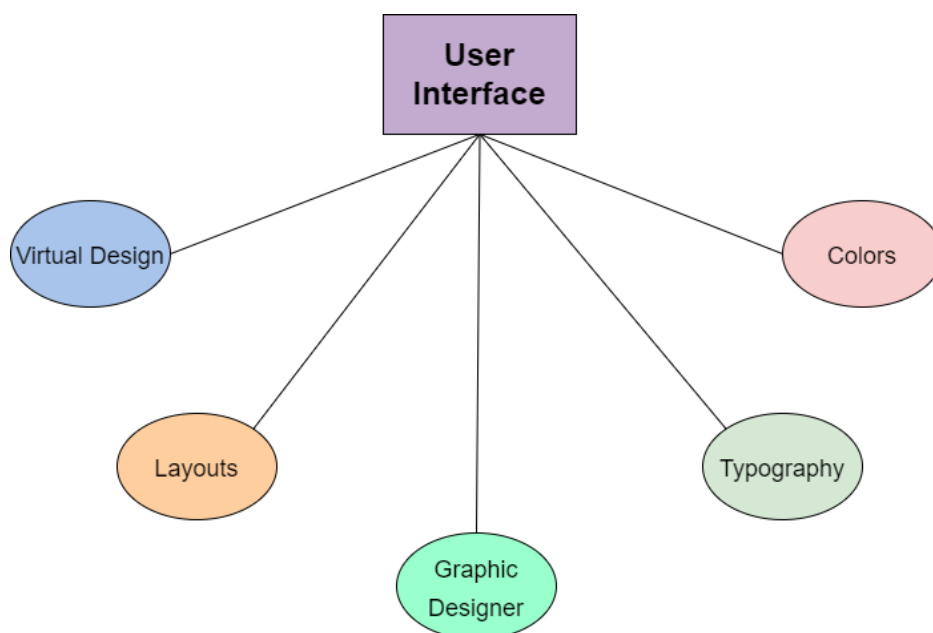 User
Interface
Virtual Design
Colors
Layouts
Typography
Graphic
Designer